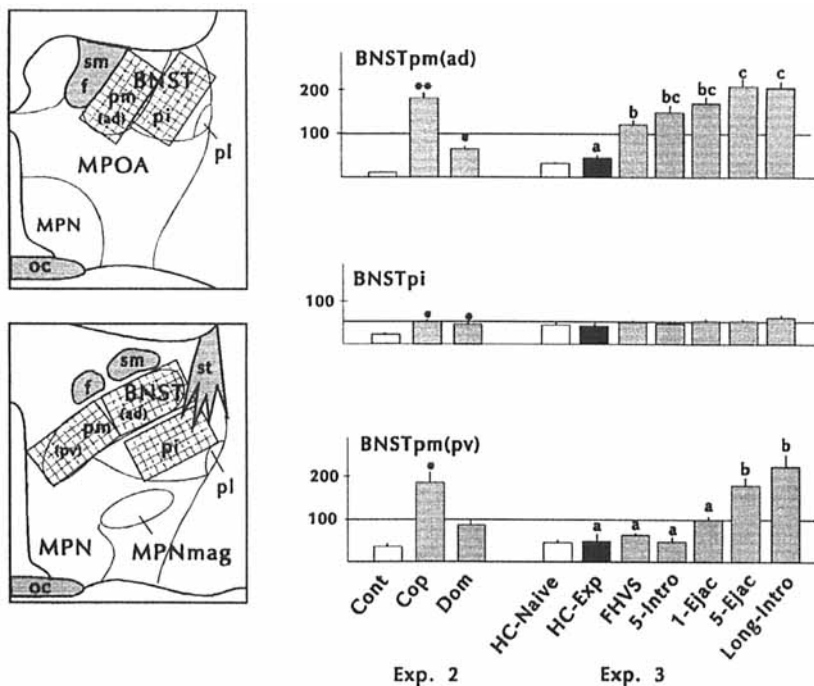 sm
f
BNST
pm
(ad)
pi
pl
MPOA
MPN
oc
sm
f
st
BNST
(ad)
pm
(pv)
pi
pl
MPN
MPNmag
oc
BNSTpm(ad)
200
100
•• • a b bc bc c c
BNSTpi
100
• •
BNSTpm(pv)
200
100
• a a a a b b
Cont
Cop
Dom
HC-Naive
HC-Exp
FHVS
5-Intro
1-Ejac
5-Ejac
Long-Intro
Exp. 2 Exp. 3